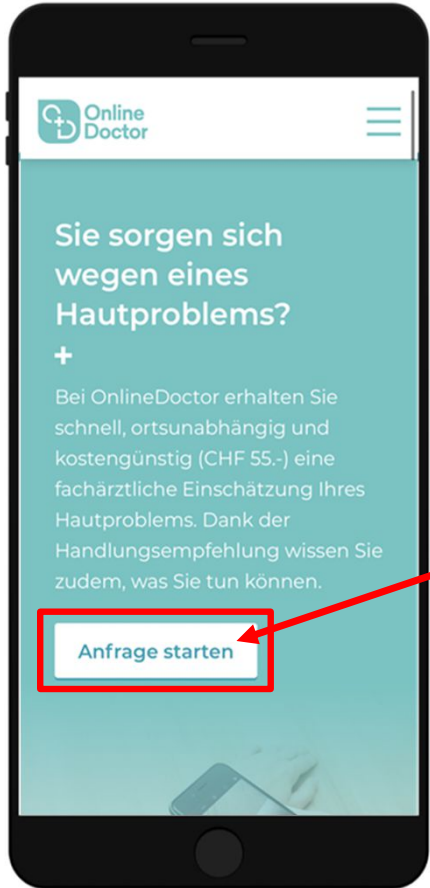 Online
Doctor
Sie sorgen sich
wegen eines
Hautproblems?
+
Bei OnlineDoctor erhalten Sie
schnell, ortsunabhängig und
kostengünstig (CHF 55.-) eine
fachärztliche Einschätzung Ihres
Hautproblems. Dank der
Handlungsempfehlung wissen Sie
zudem, was Sie tun können.
Anfrage starten